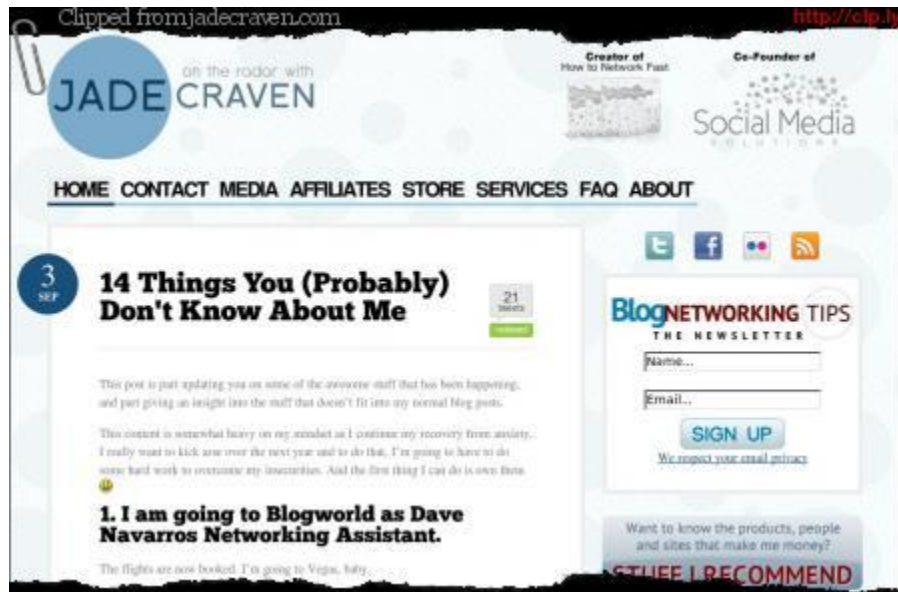 Clipped from jadecraven.com
http://clp.ly
on the radar with
JADE CRAVEN
Creator of
How to Network Fast
Co-Founder of
Social Media
SOLUTIONS
HOME CONTACT MEDIA AFFILIATES STORE SERVICES FAQ ABOUT
3
SEP
14 Things You (Probably)
Don't Know About Me
21
tweets
retweet
This post is part updating you on some of the awesome stuff that has been happening,
and part giving an insight into the stuff that doesn't fit into my normal blog posts.
This content is somewhat heavy on my mindset as I continue my recovery from anxiety.
I really want to kick arse over the next year and to do that, I'm going to have to do
some hard work to overcome my insecurities. And the first thing I can do is own them
1. I am going to Blogworld as Dave
Navarros Networking Assistant.
The flights are now booked. I'm going to Vegas, baby.
Blog NETWORKING TIPS
THE NEWSLETTER
Name...
Email...
SIGN UP
We respect your email privacy
Want to know the products, people
and sites that make me money?
STUFF I RECOMMEND